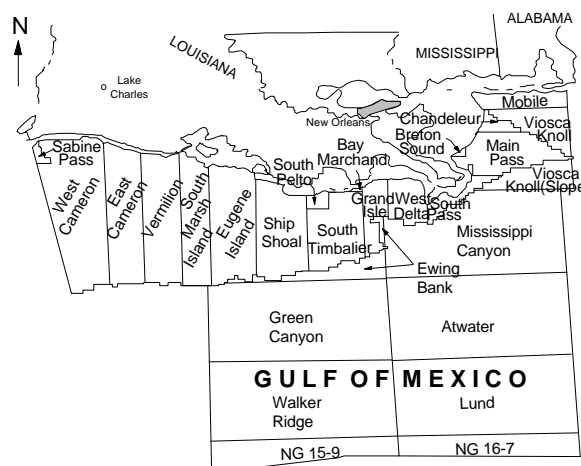 N
ALABAMA
MISSISSIPPI
LOUISIANA
Lake
Charles
New Orleans
Mobile
Chandeleur
Viosca
Knoll
Breton
Sound
Main
Pass
Bay
Marchand
Sabine
Pass
South
Pelto
Viosca
Knoll(Slope)
West
Cameron
East
Cameron
Vermilion
South
Marsh
Island
Eugene
Island
Ship
Shoal
South
Timbalier
Grand
Isle
West
Delta
South
Pass
Mississippi
Canyon
Ewing
Bank
Green
Canyon
Atwater
GULF OF MEXICO
Walker
Ridge
Lund
NG 15-9
NG 16-7